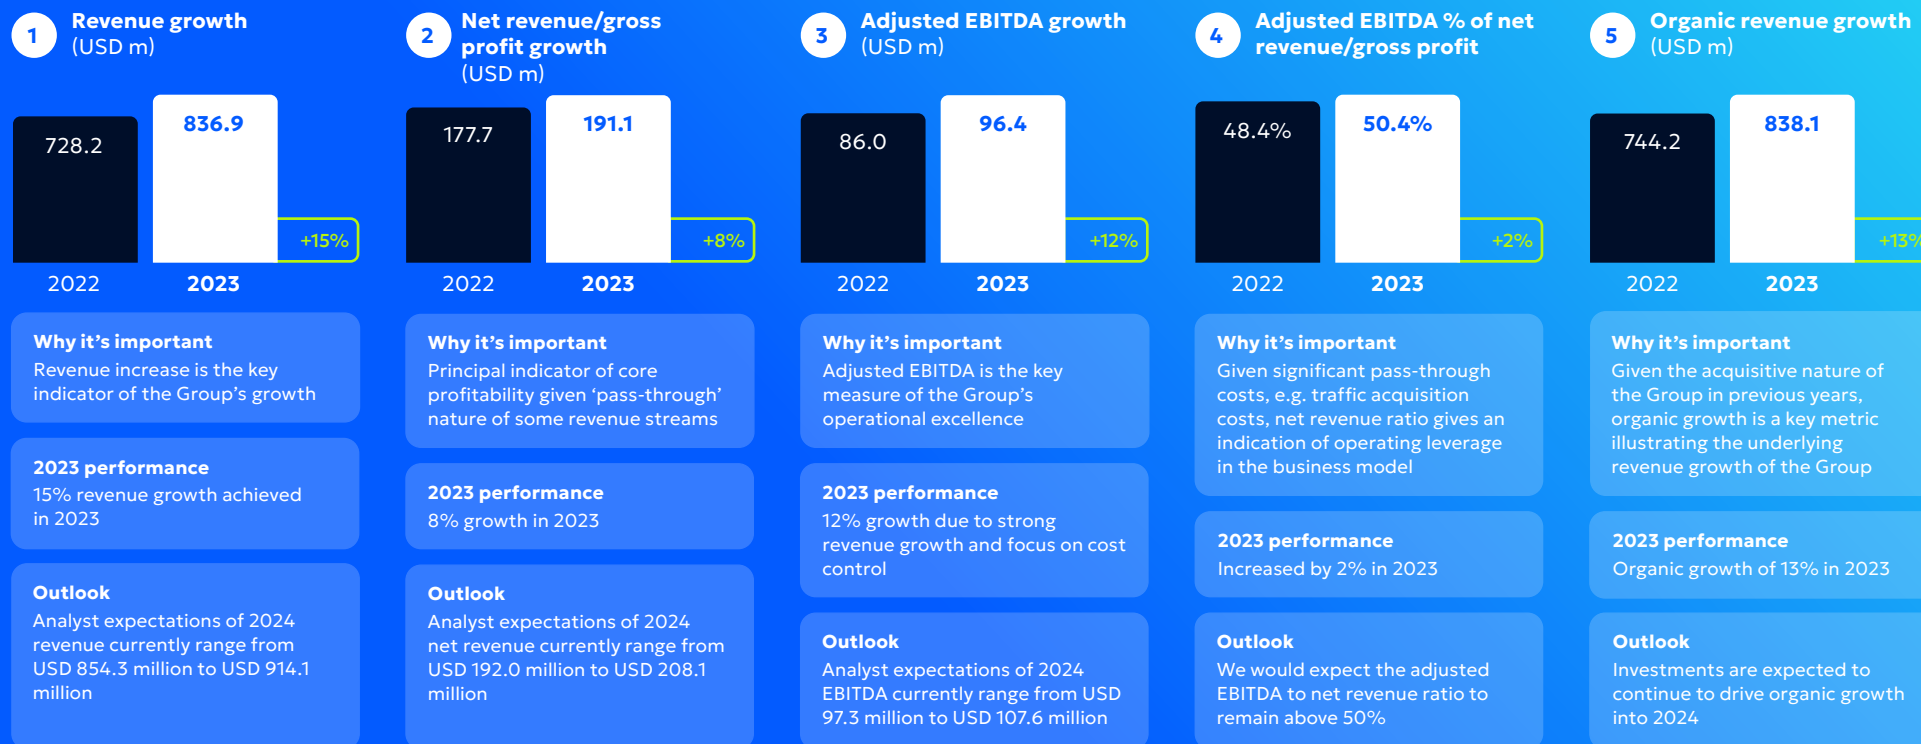 1
Revenue growth
(USD m)
728.2
836.9
+15%
2022
2023
Why it’s important
Revenue increase is the key
indicator of the Group’s growth
2023 performance
15% revenue growth achieved
in 2023
Outlook
Analyst expectations of 2024
revenue currently range from
USD 854.3 million to USD 914.1
million
2
Net revenue/gross
profit growth
(USD m)
177.7
191.1
+8%
2022
2023
Why it’s important
Principal indicator of core
profitability given ‘pass-through’
nature of some revenue streams
2023 performance
8% growth in 2023
Outlook
Analyst expectations of 2024
net revenue currently range from
USD 192.0 million to USD 208.1
million
3
Adjusted EBITDA growth
(USD m)
86.0
96.4
+12%
2022
2023
Why it’s important
Adjusted EBITDA is the key
measure of the Group’s
operational excellence
2023 performance
12% growth due to strong
revenue growth and focus on cost
control
Outlook
Analyst expectations of 2024
EBITDA currently range from USD
97.3 million to USD 107.6 million
4
Adjusted EBITDA % of net
revenue/gross profit
48.4%
50.4%
+2%
2022
2023
Why it’s important
Given significant pass-through
costs, e.g. traffic acquisition
costs, net revenue ratio gives an
indication of operating leverage
in the business model
2023 performance
Increased by 2% in 2023
Outlook
We would expect the adjusted
EBITDA to net revenue ratio to
remain above 50%
5
Organic revenue growth
(USD m)
744.2
838.1
+13%
2022
2023
Why it’s important
Given the acquisitive nature of
the Group in previous years,
organic growth is a key metric
illustrating the underlying
revenue growth of the Group
2023 performance
Organic growth of 13% in 2023
Outlook
Investments are expected to
continue to drive organic growth
into 2024